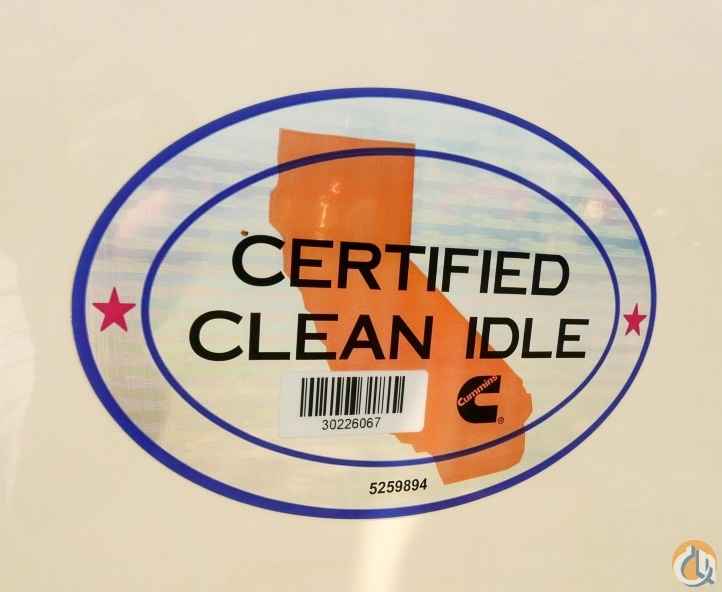 CERTIFIED
CLEAN IDLE
30226067
Cummins
5259894